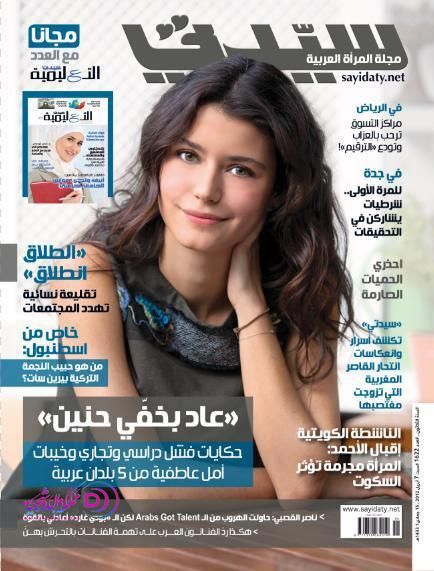 سيدتي
مجلة المرأة العربية
sayidaty.net
مجانا
مع العدد
في الرياض
مراكز التسوق
ترحب بالعزاب
وتودع «الترقيم»!
في جدة
للمرة الأولى..
شرطيات
يشاركن في
التحقيقات
احذري
الحميات
الصارمة
«سيدتي»
تكشف أسرار
وانعكاسات
انتحار القاصر
المغربية
التي تزوجت
مغتصبها
«الطلاق
انطلاق»
تقليعة نسائية
تهدد المجتمعات
خاص من
اسطنبول:
من هو حبيب النجمة
التركية بيرين سات؟
«عاد بخفّي حنين»
حكايات فشل دراسي وتجاري وخيبات
أمل عاطفية من 5 بلدان عربية
الناشطة الكويتية
إقبال الأحمد:
المرأة مجرمة تؤثر
السكوت
www.sayidaty.net
> ناصر القصبي: حاولت الهروب من الـ Arabs Got Talent لكن الـ «بودي غارد» أعادني بالقوة
> هكذا رد الفنانون العرب على تهمة الفنانات بالتحرش بهن